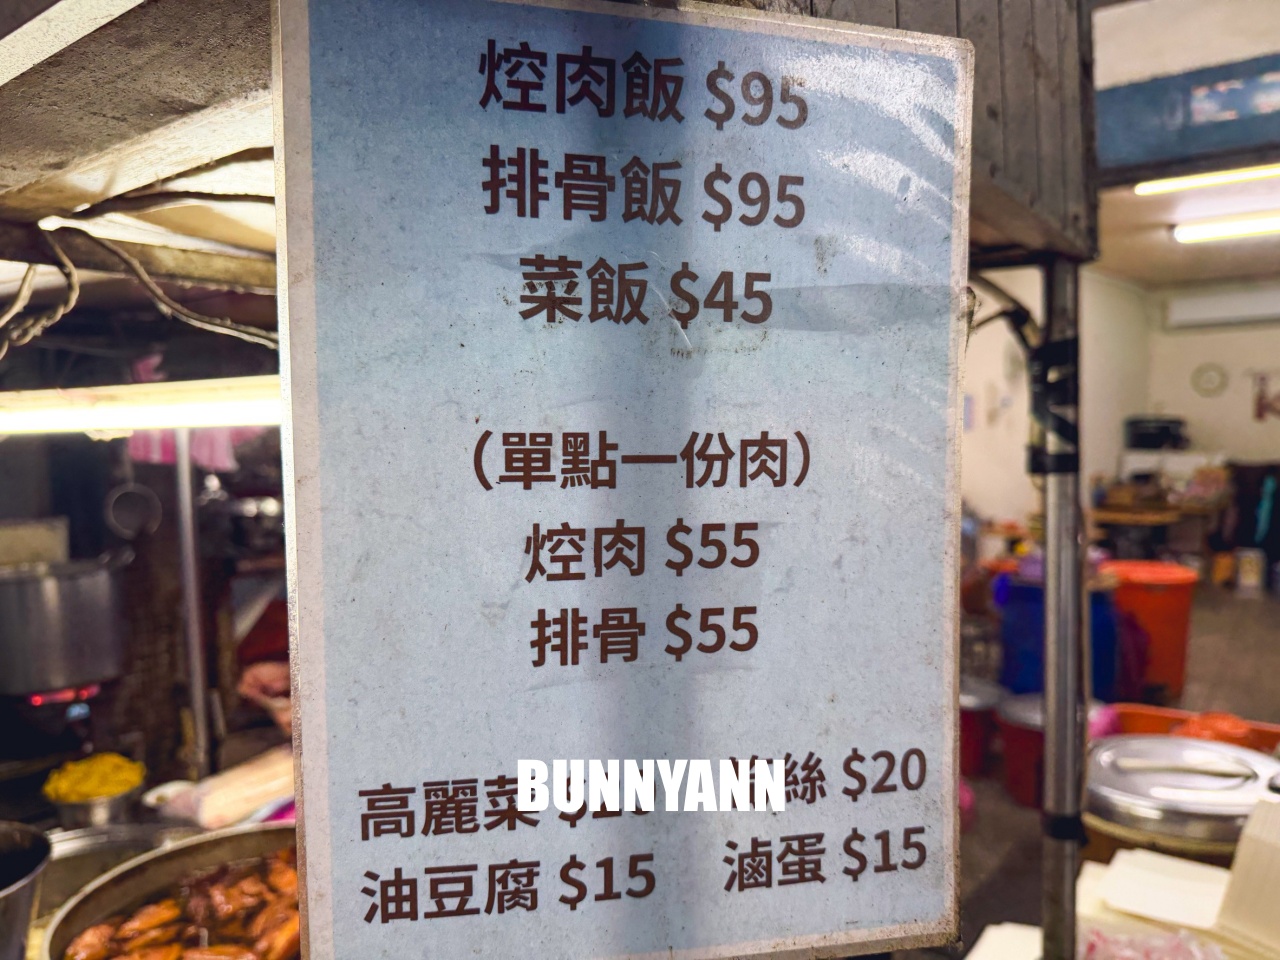 焢肉飯 $95
排骨飯 $95
菜飯 $45
（單點一份肉）
焢肉 $55
排骨 $55
高麗菜
絲 $20
BUNNYANN
油豆腐 $15
滷蛋 $15